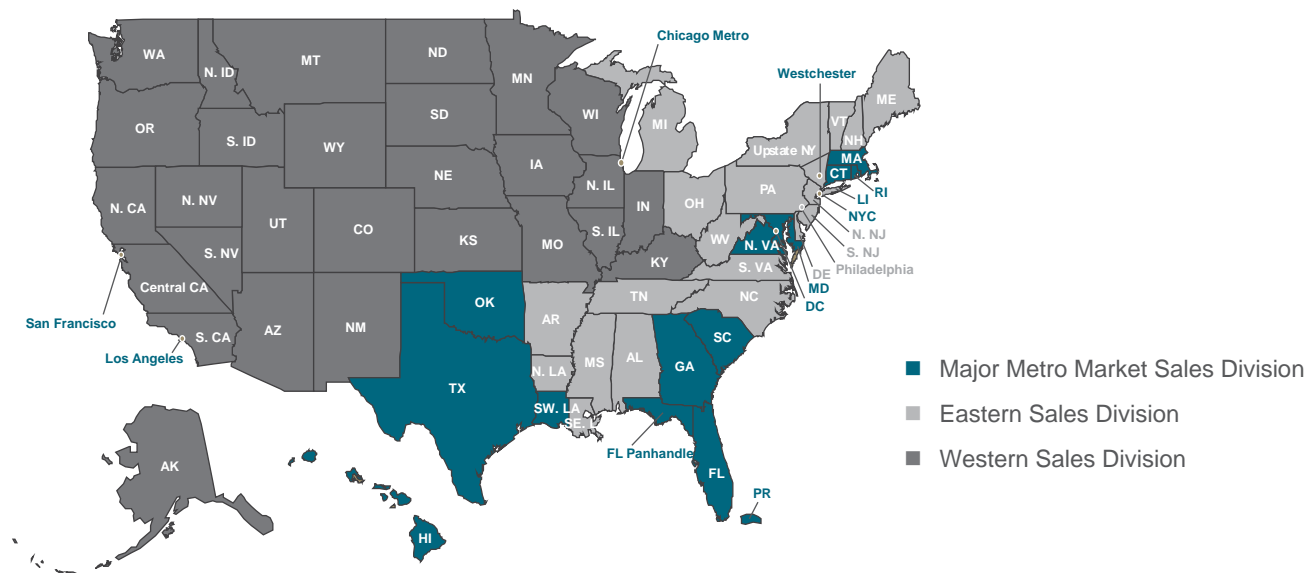 Chicago Metro
WA
N. ID
MT
ND
MN
Westchester
ME
OR
S. ID
WY
SD
WI
MI
VT
NH
Upstate NY
MA
CT
RI
N. NV
N. CA
UT
CO
NE
IA
N. IL
IN
OH
PA
LI
NYC
N. NJ
S. NJ
Philadelphia
S. NV
KS
MO
S. IL
KY
WV
N. VA
S. VA
DE
MD
DC
Central CA
San Francisco
S. CA
Los Angeles
AZ
NM
OK
AR
TN
NC
SC
TX
N. LA
MS
AL
GA
SW. LA
SE. L
FL Panhandle
FL
PR
AK
HI
Major Metro Market Sales Division
Eastern Sales Division
Western Sales Division